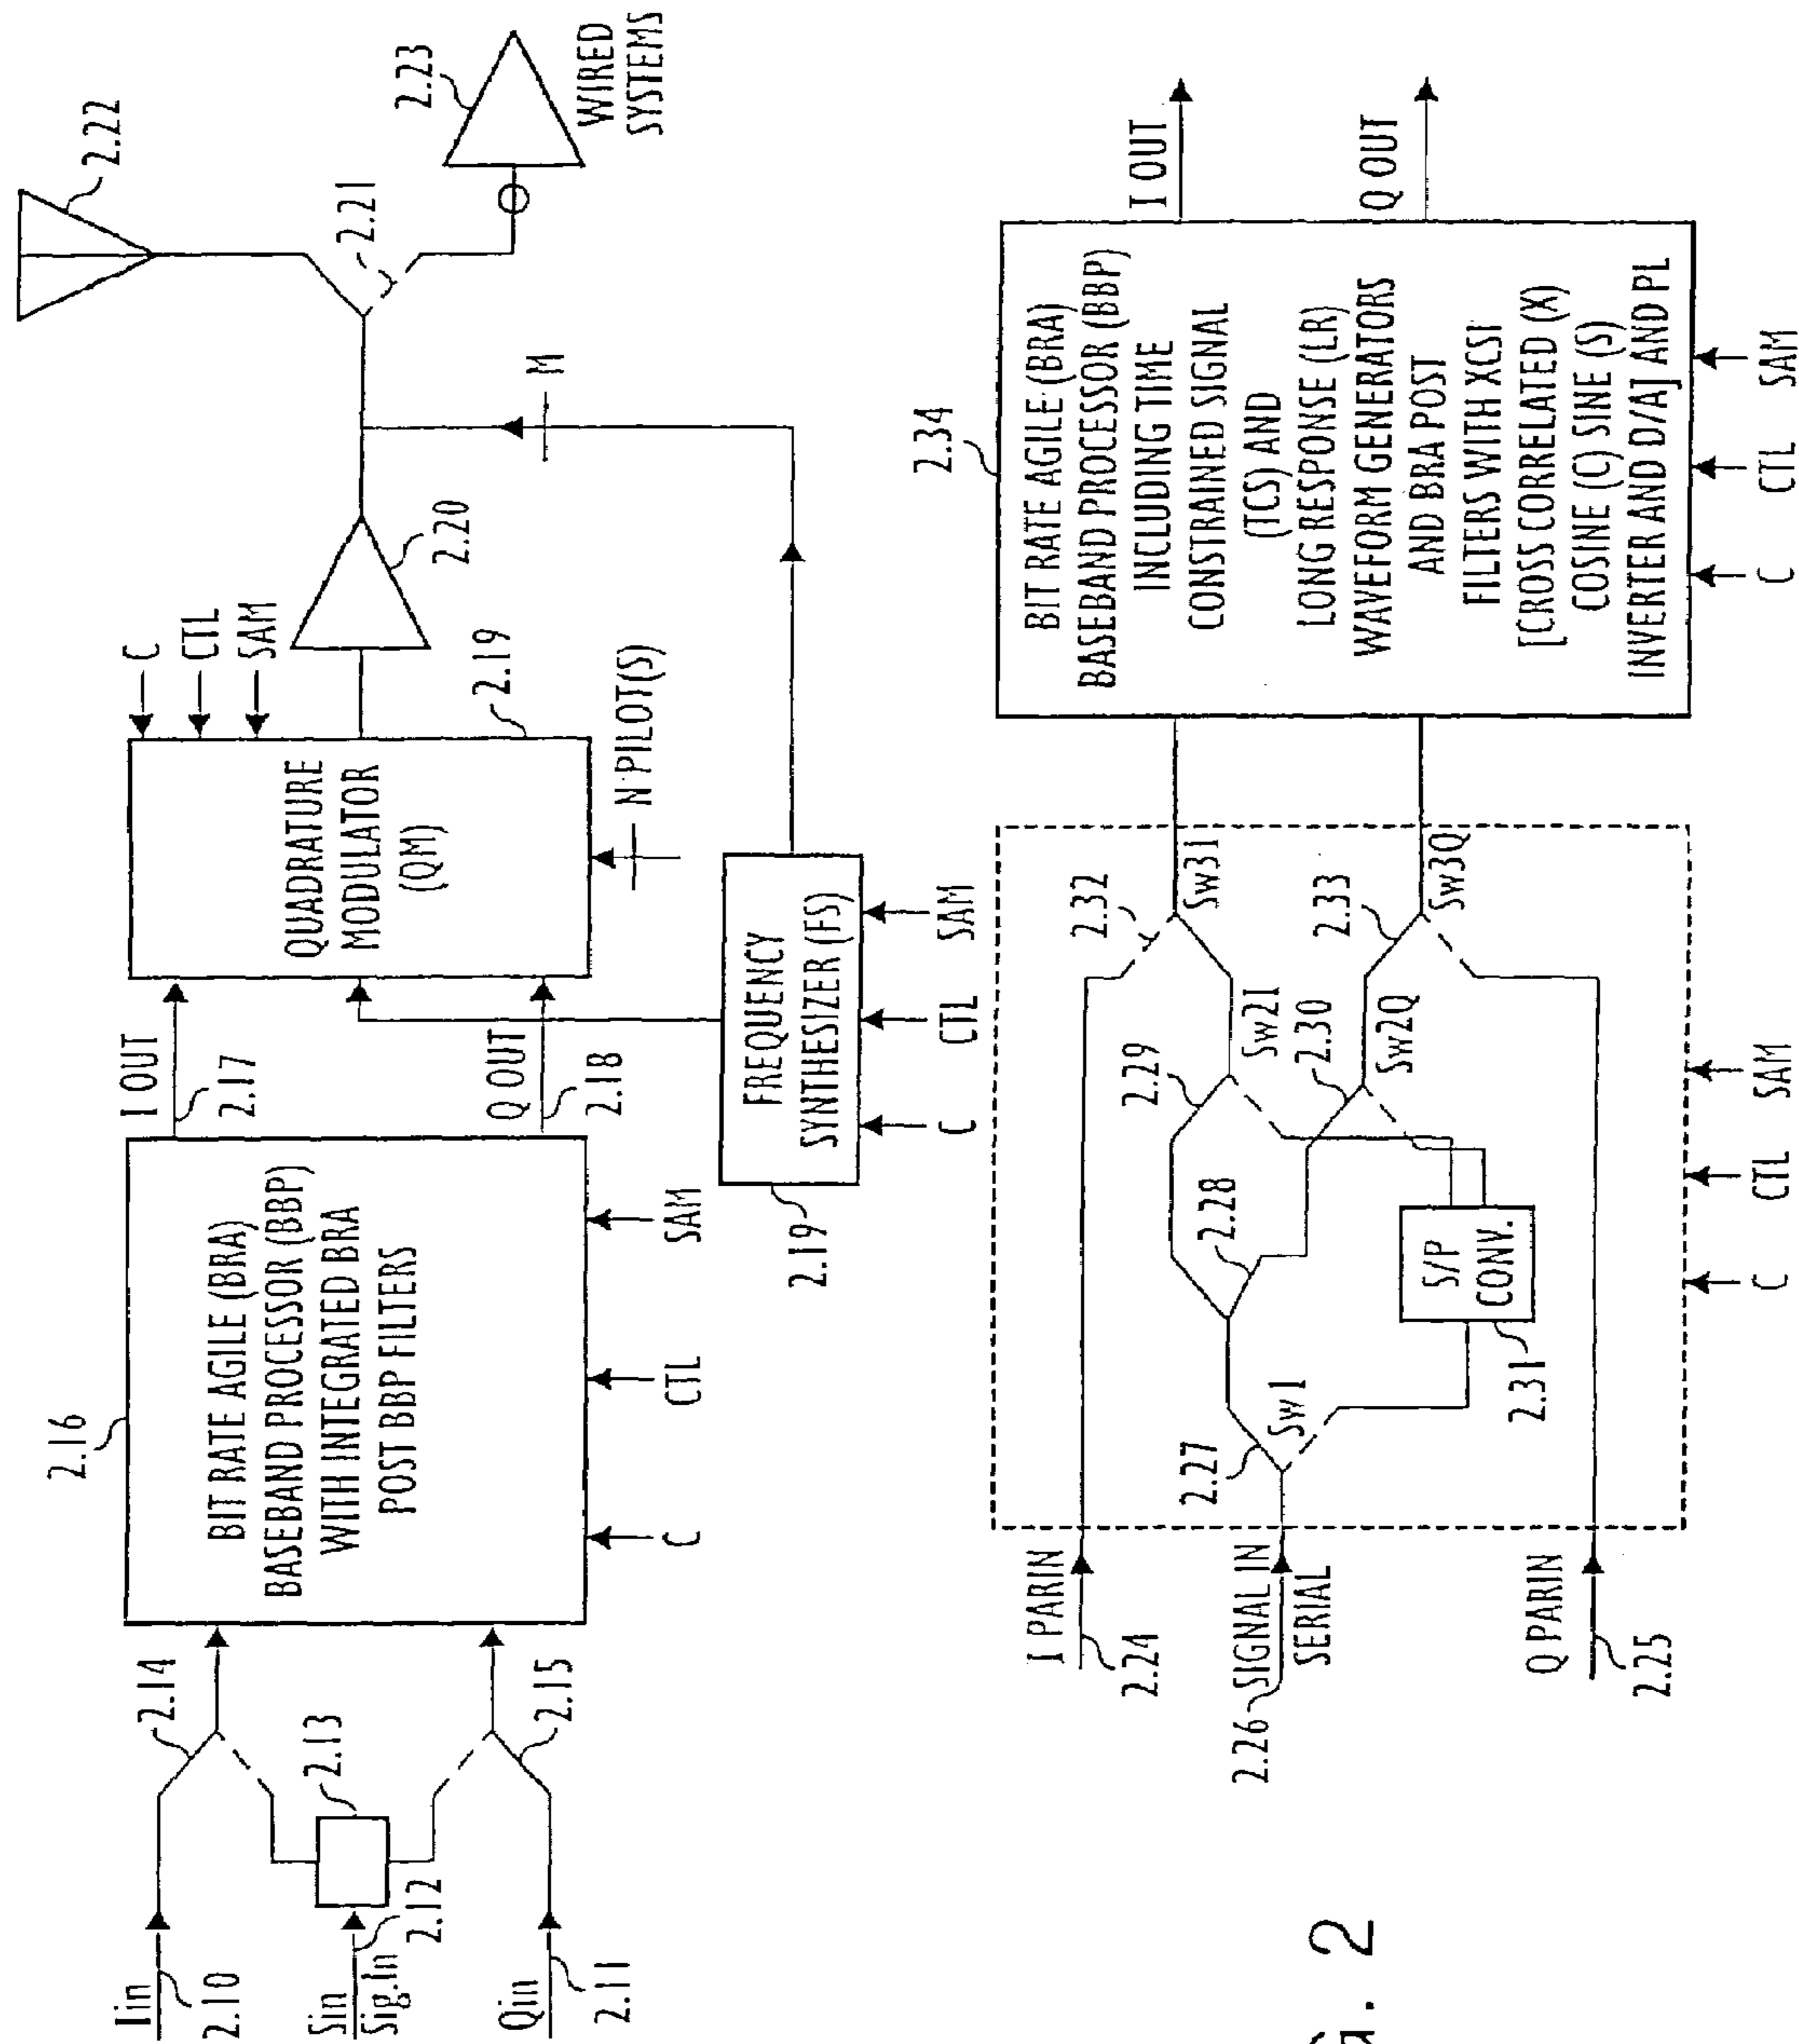 Iin
2.10
Sin
Sig.In
2.12
Qin
2.11
2.13
2.14
2.15
2.16
BIT RATE AGILE (BRA)
BASEBAND PROCESSOR (BBP)
WITH INTEGRATED BRA
POST BBP FILTERS
C
CTL
SAM
I OUT
2.17
Q OUT
2.18
QUADRATURE
MODULATOR
(QM)
2.19
C
CTL
SAM
N PILOT(S)
FREQUENCY
SYNTHESIZER (FS)
2.19
C
CTL
SAM
2.20
M
2.21
2.22
2.23
WIRED
SYSTEMS
I PARIN
2.24
2.26
SIGNAL IN
SERIAL
Q PARIN
2.25
2.27
Sw1
2.28
2.29
Sw2I
2.30
Sw2Q
S/P
CONV.
2.31
2.32
Sw3I
2.33
Sw3Q
C
CTL
SAM
2.34
BIT RATE AGILE (BRA)
BASEBAND PROCESSOR (BBP)
INCLUDING TIME
CONSTRAINED SIGNAL
(TCS) AND
LONG RESPONSE (LR)
WAVEFORM GENERATORS
AND BRA POST
FILTERS WITH XCSI
[CROSS CORRELATED (X)
COSINE (C) SINE (S)
INVERTER AND D/A] AND PL
C
CTL
SAM
I OUT
Q OUT
2